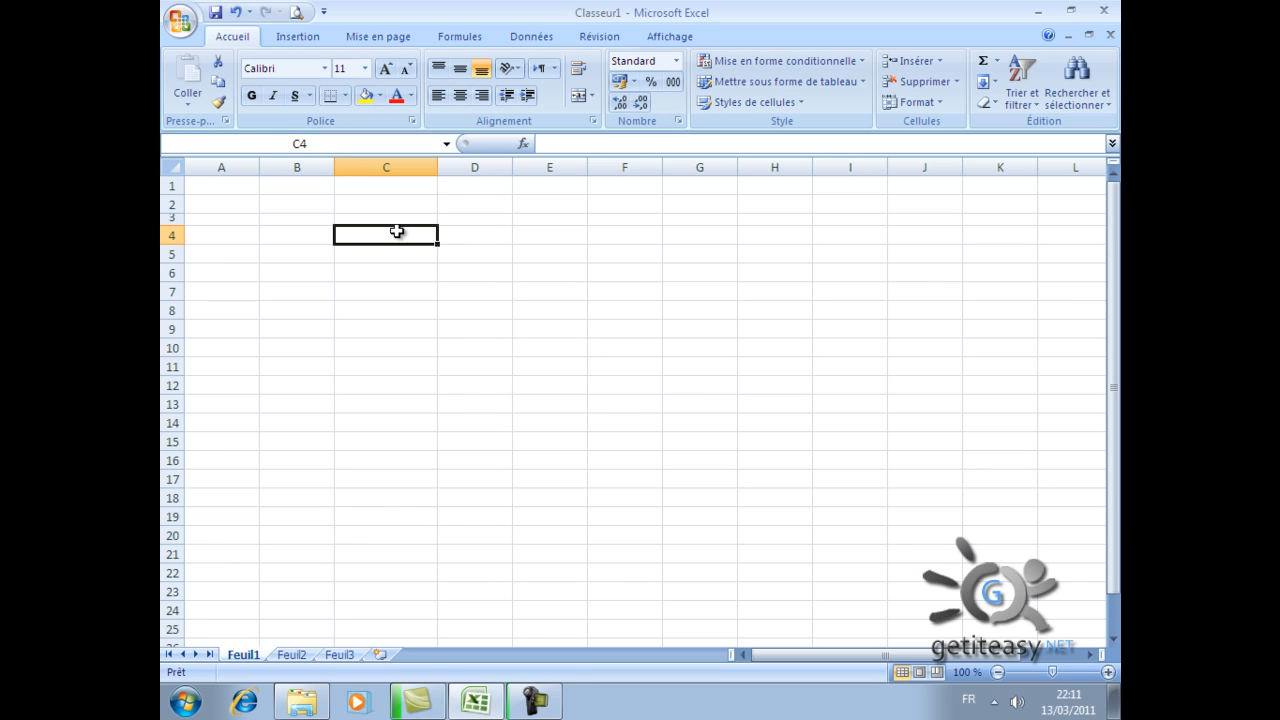 Classeur1 - Microsoft Excel
Accueil Insertion Mise en page Formules Données Révision Affichage
Calibri 11 Standard Mise en forme conditionnelle Insérer Σ
Coller G I S % 000 Mettre sous forme de tableau Supprimer Trier et filtrer Rechercher et sélectionner
Styles de cellules Format
Presse-p... Police Alignement Nombre Style Cellules Édition
C4 fx
A B C D E F G H I J K L
1
2
3
4
5
6
7
8
9
10
11
12
13
14
15
16
17
18
19
20
21
22
23
24
25
G
getiteasy.NET
Feuil1 Feuil2 Feuil3
Prêt 100 %
FR 22:11
13/03/2011